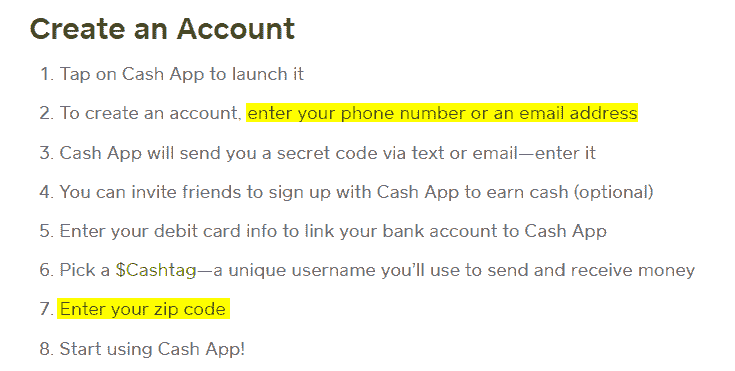 Create an Account
1. Tap on Cash App to launch it
2. To create an account, enter your phone number or an email address
3. Cash App will send you a secret code via text or email—enter it
4. You can invite friends to sign up with Cash App to earn cash (optional)
5. Enter your debit card info to link your bank account to Cash App
6. Pick a $Cashtag—a unique username you’ll use to send and receive money
7. Enter your zip code
8. Start using Cash App!